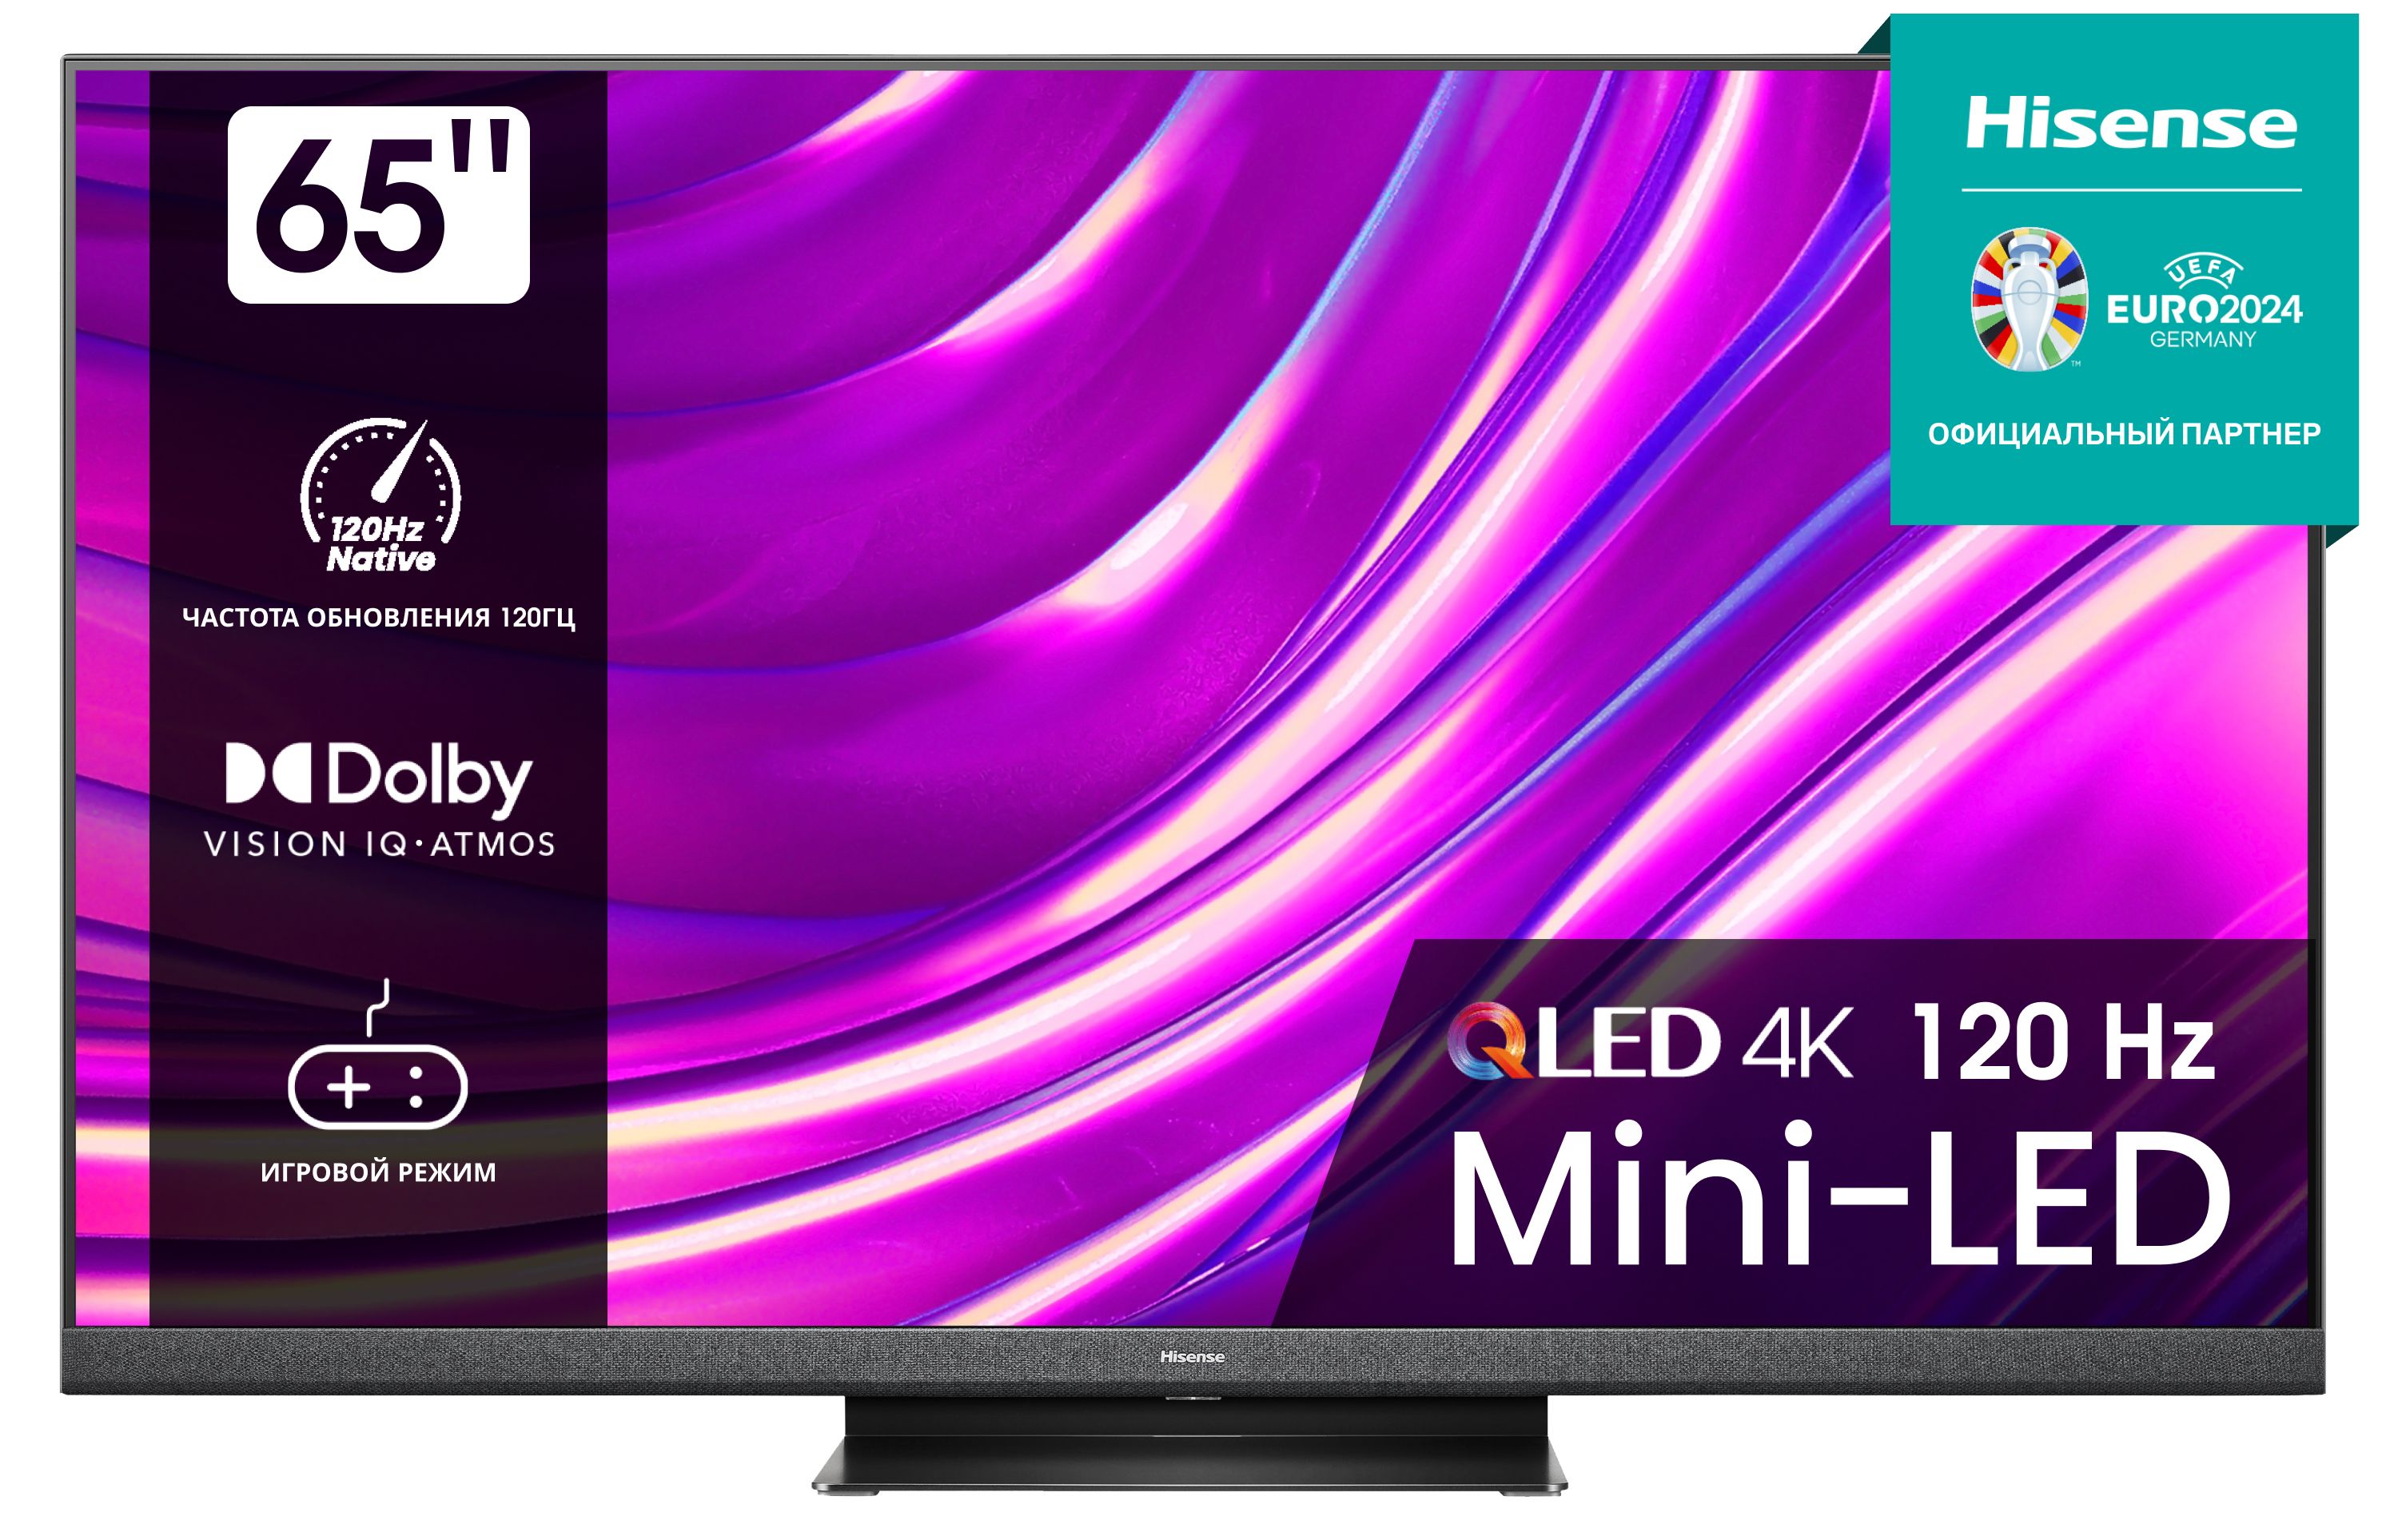 65"
120Hz
Native
ЧАСТОТА ОБНОВЛЕНИЯ 120ГЦ
Dolby
VISION IQ·ATMOS
ИГРОВОЙ РЕЖИМ
Hisense
UEFA
EURO2024
GERMANY
TM
ОФИЦИАЛЬНЫЙ ПАРТНЕР
QLED 4K 120 Hz
Mini-LED
Hisense